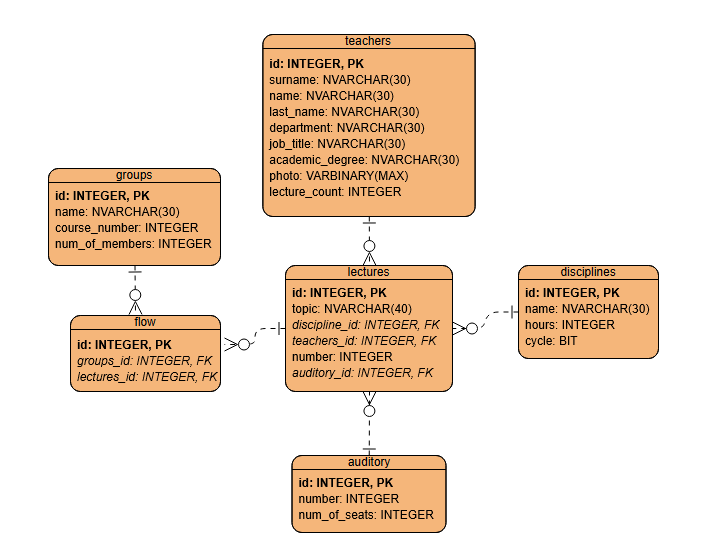 teachers
id: INTEGER, PK
surname: NVARCHAR(30)
name: NVARCHAR(30)
last_name: NVARCHAR(30)
department: NVARCHAR(30)
job_title: NVARCHAR(30)
academic_degree: NVARCHAR(30)
photo: VARBINARY(MAX)
lecture_count: INTEGER
groups
id: INTEGER, PK
name: NVARCHAR(30)
course_number: INTEGER
num_of_members: INTEGER
lectures
id: INTEGER, PK
topic: NVARCHAR(40)
discipline_id: INTEGER, FK
teachers_id: INTEGER, FK
number: INTEGER
auditory_id: INTEGER, FK
disciplines
id: INTEGER, PK
name: NVARCHAR(30)
hours: INTEGER
cycle: BIT
flow
id: INTEGER, PK
groups_id: INTEGER, FK
lectures_id: INTEGER, FK
auditory
id: INTEGER, PK
number: INTEGER
num_of_seats: INTEGER